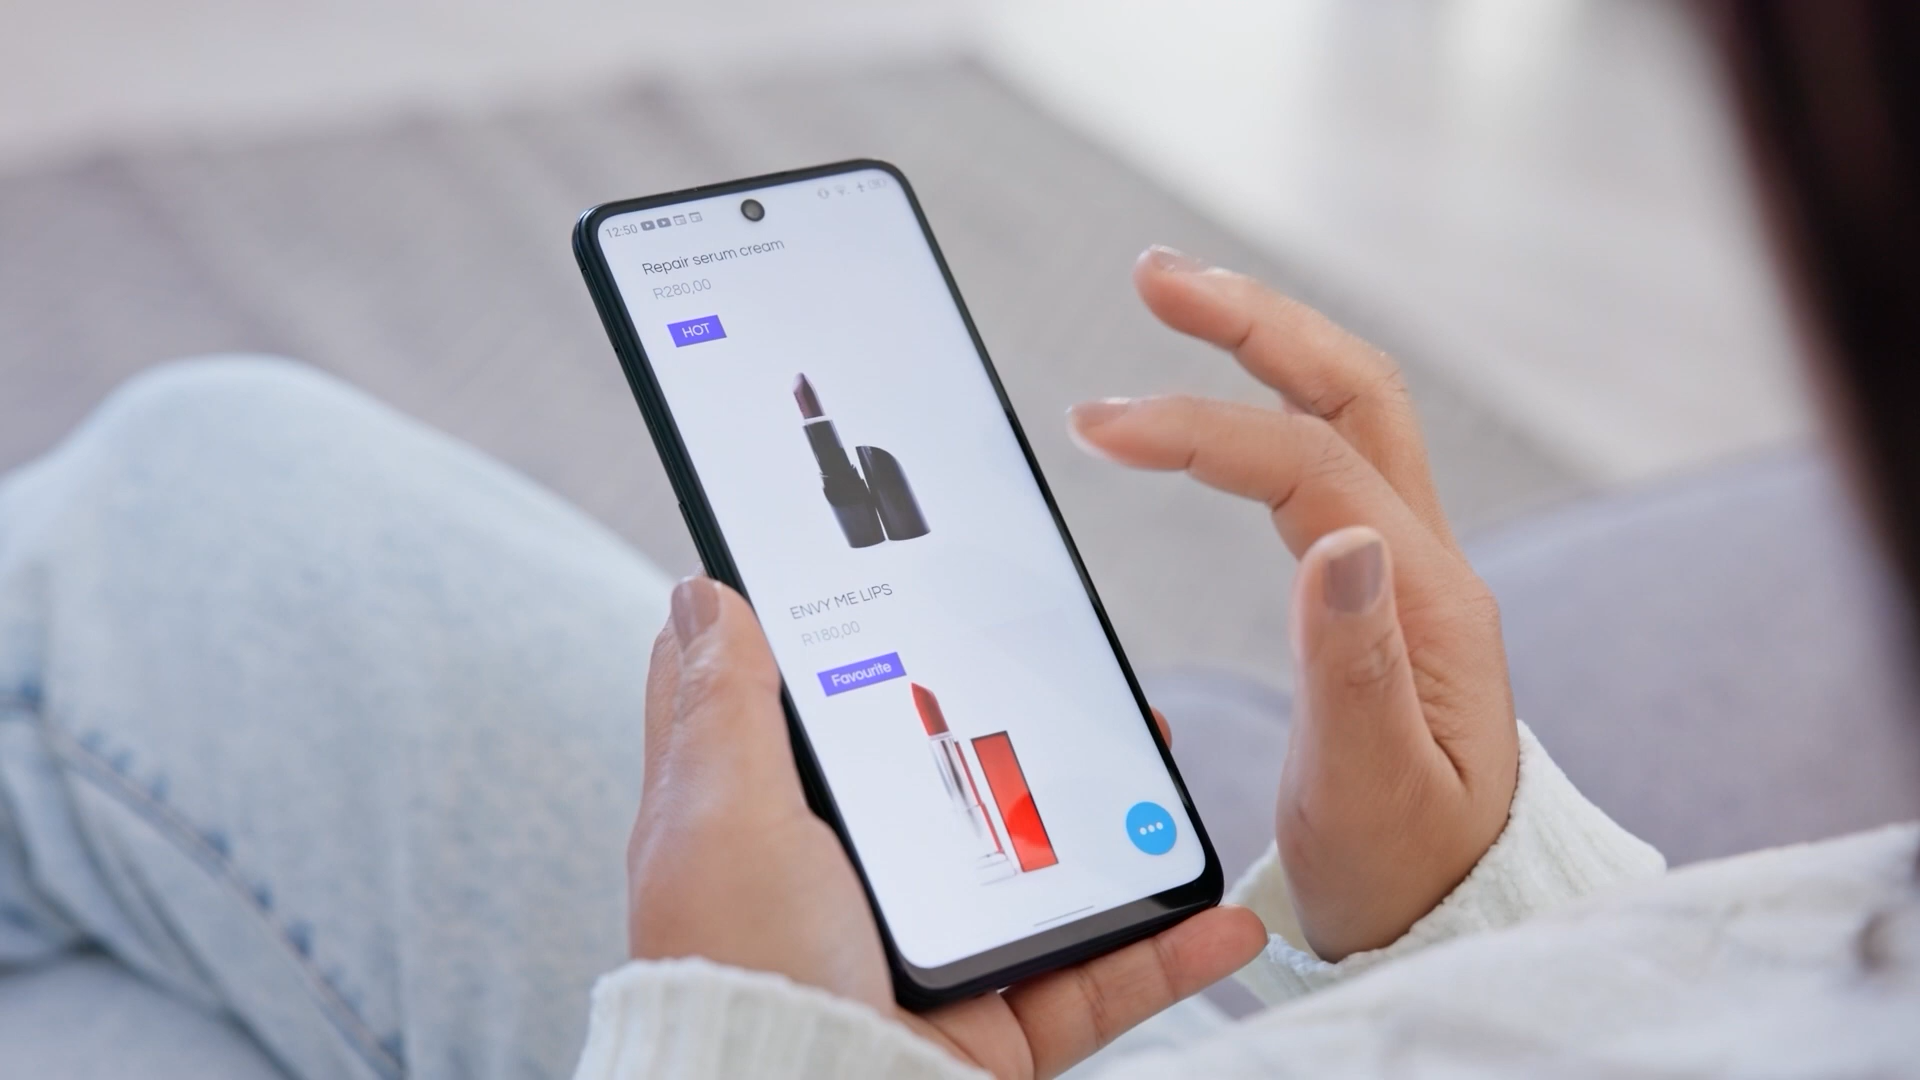 12:50
Repair serum cream
R280,00
HOT
ENVY ME LIPS
R180,00
Favourite